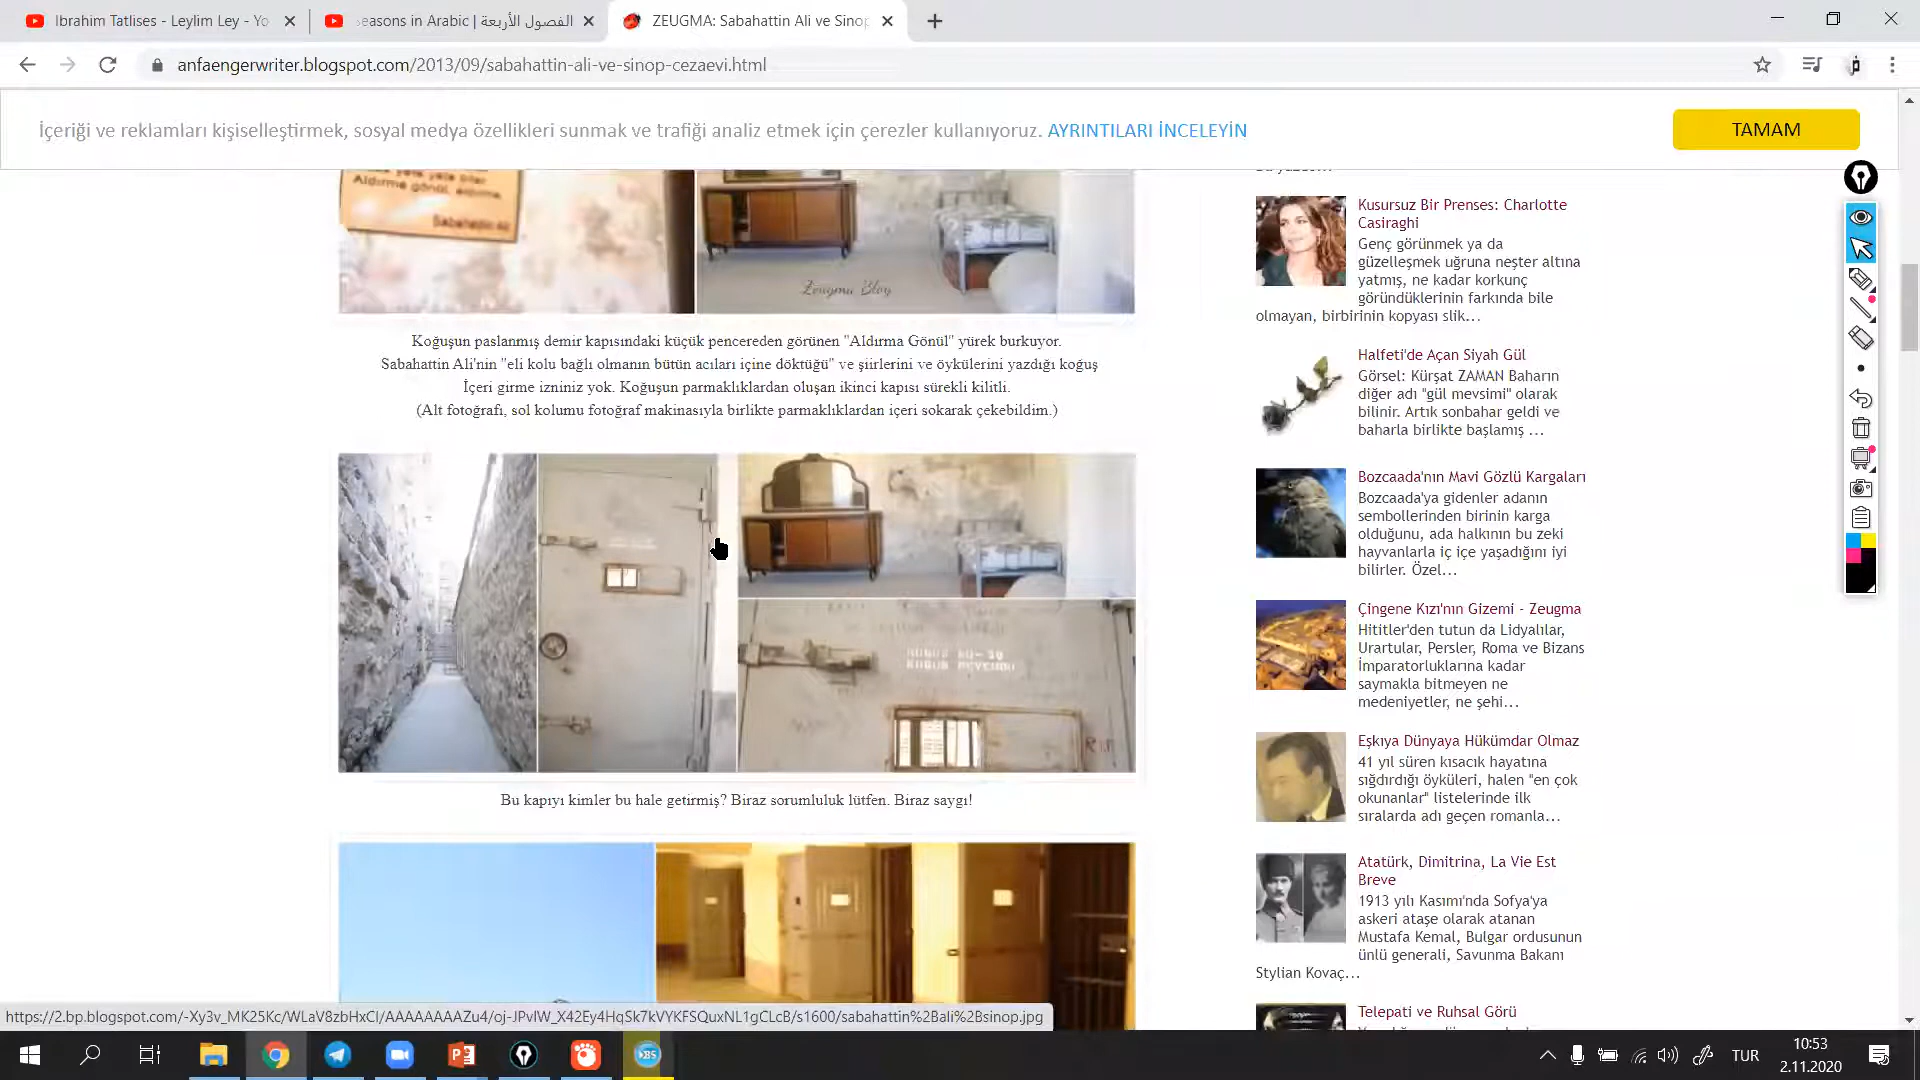 Ibrahim Tatlises - Leylim Ley - Yo
easons in Arabic | الفصول الأربعة
ZEUGMA: Sabahattin Ali ve Sinop
anfaengerwriter.blogspot.com/2013/09/sabahattin-ali-ve-sinop-cezaevi.html
İçeriği ve reklamları kişiselleştirmek, sosyal medya özellikleri sunmak ve trafiği analiz etmek için çerezler kullanıyoruz. AYRINTILARI İNCELEYİN
TAMAM
Aldırma gönül, aldırma.
Sabahattin Ali
Zeugma Blog
Koğuşun paslanmış demir kapısındaki küçük pencereden görünen "Aldırma Gönül" yürek burkuyor.
Sabahattin Ali'nin "eli kolu bağlı olmanın bütün acıları içine döktüğü" ve şiirlerini ve öykülerini yazdığı koğuş
İçeri girme izniniz yok. Koğuşun parmaklıklardan oluşan ikinci kapısı sürekli kilitli.
(Alt fotoğrafı, sol kolumu fotoğraf makinasıyla birlikte parmaklıklardan içeri sokarak çekebildim.)
Bu kapıyı kimler bu hale getirmiş? Biraz sorumluluk lütfen. Biraz saygı!
Kusursuz Bir Prenses: Charlotte
Casiraghi
Genç görünmek ya da
güzelleşmek uğruna neşter altına
yatmış, ne kadar korkunç
göründüklerinin farkında bile
olmayan, birbirinin kopyası slik...
Halfeti'de Açan Siyah Gül
Görsel: Kürşat ZAMAN Baharın
diğer adı "gül mevsimi" olarak
bilinir. Artık sonbahar geldi ve
baharla birlikte başlamış ...
Bozcaada'nın Mavi Gözlü Kargaları
Bozcaada'ya gidenler adanın
sembollerinden birinin karga
olduğunu, ada halkının bu zeki
hayvanlarla iç içe yaşadığını iyi
bilirler. Özel...
Çingene Kızı'nın Gizemi - Zeugma
Hititler'den tutun da Lidyalılar,
Urartular, Persler, Roma ve Bizans
İmparatorluklarına kadar
saymakla bitmeyen ne
medeniyetler, ne şehi...
Eşkıya Dünyaya Hükümdar Olmaz
41 yıl süren kısacık hayatına
sığdırdığı öyküleri, halen "en çok
okunanlar" listelerinde ilk
sıralarda adı geçen romanla...
Atatürk, Dimitrina, La Vie Est
Breve
1913 yılı Kasımı'nda Sofya'ya
askeri ataşe olarak atanan
Mustafa Kemal, Bulgar ordusunun
ünlü generali, Savunma Bakanı
Stylian Kovaç...
Telepati ve Ruhsal Görü
https://2.bp.blogspot.com/-Xy3v_MK25Kc/WLaV8zbHxCI/AAAAAAAAZu4/oj-JPvIW_X42Ey4HqSk7kVYKFSQuxNL1gCLcB/s1600/sabahattin%2Bali%2Bsinop.jpg
TUR
10:53
2.11.2020